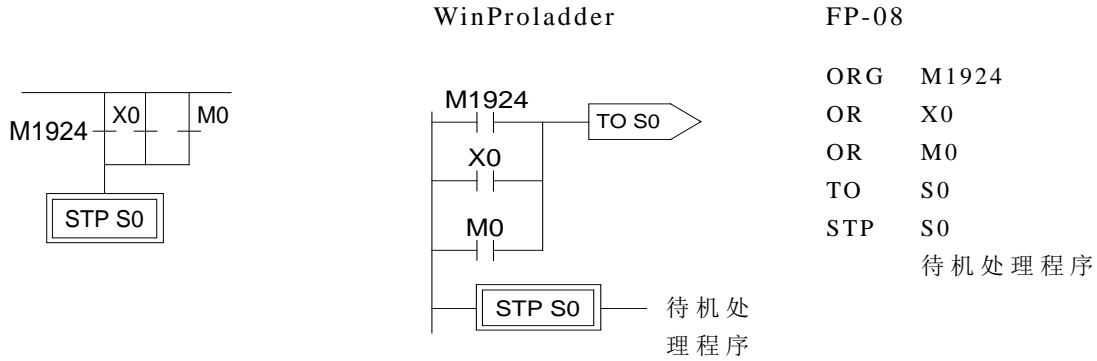 WinProladder
FP-08
M1924
X0
M0
STP S0
M1924
TO S0
X0
M0
STP S0
待机处
理程序
ORG M1924
OR X0
OR M0
TO S0
STP S0
待机处理程序